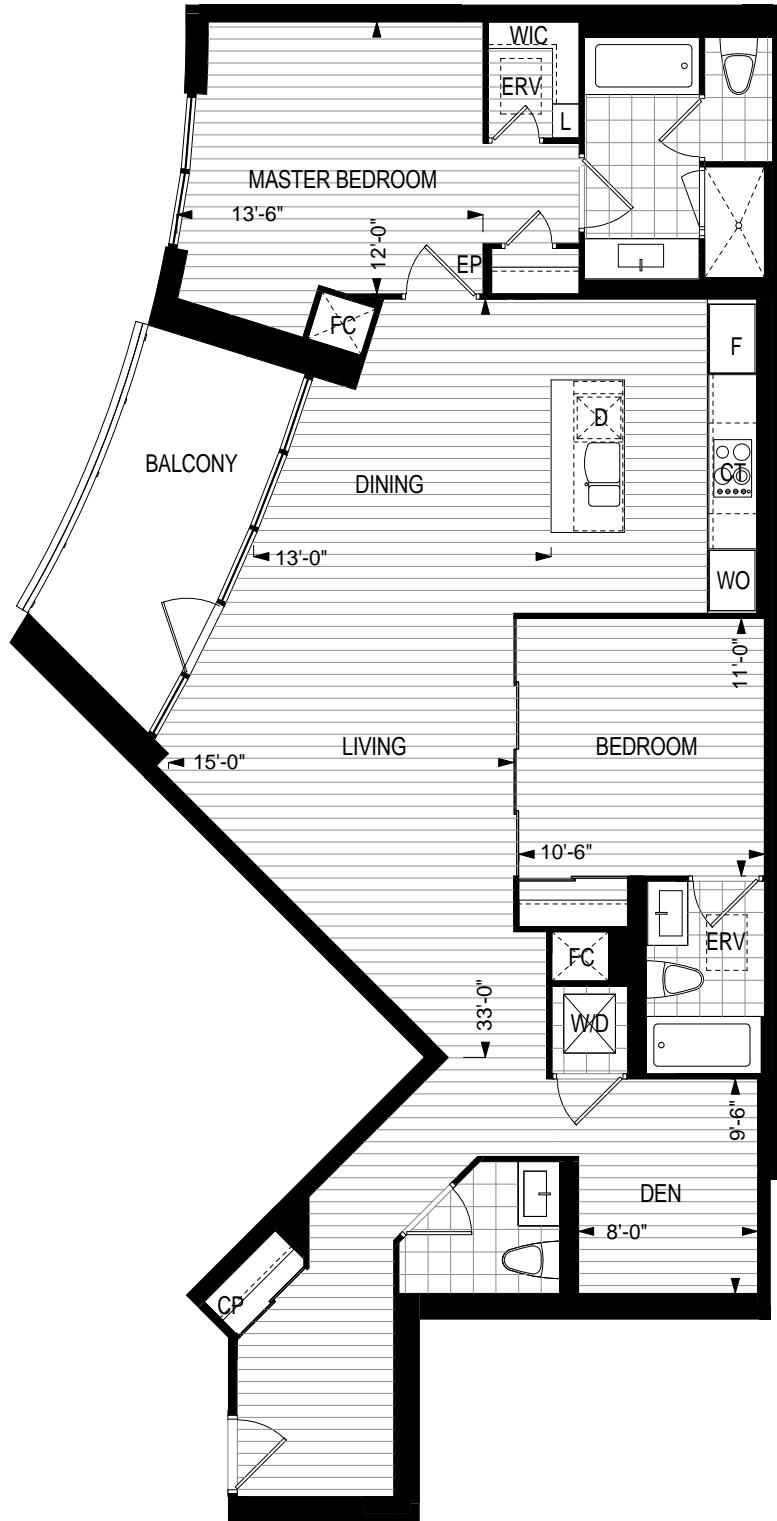 WIC
ERV
L
MASTER BEDROOM
13'-6"
12'-0"
EP
FC
F
D
BALCONY
DINING
CT
13'-0"
WO
11'-0"
LIVING
BEDROOM
15'-0"
10'-6"
ERV
FC
33'-0"
W/D
9'-6"
DEN
8'-0"
CP